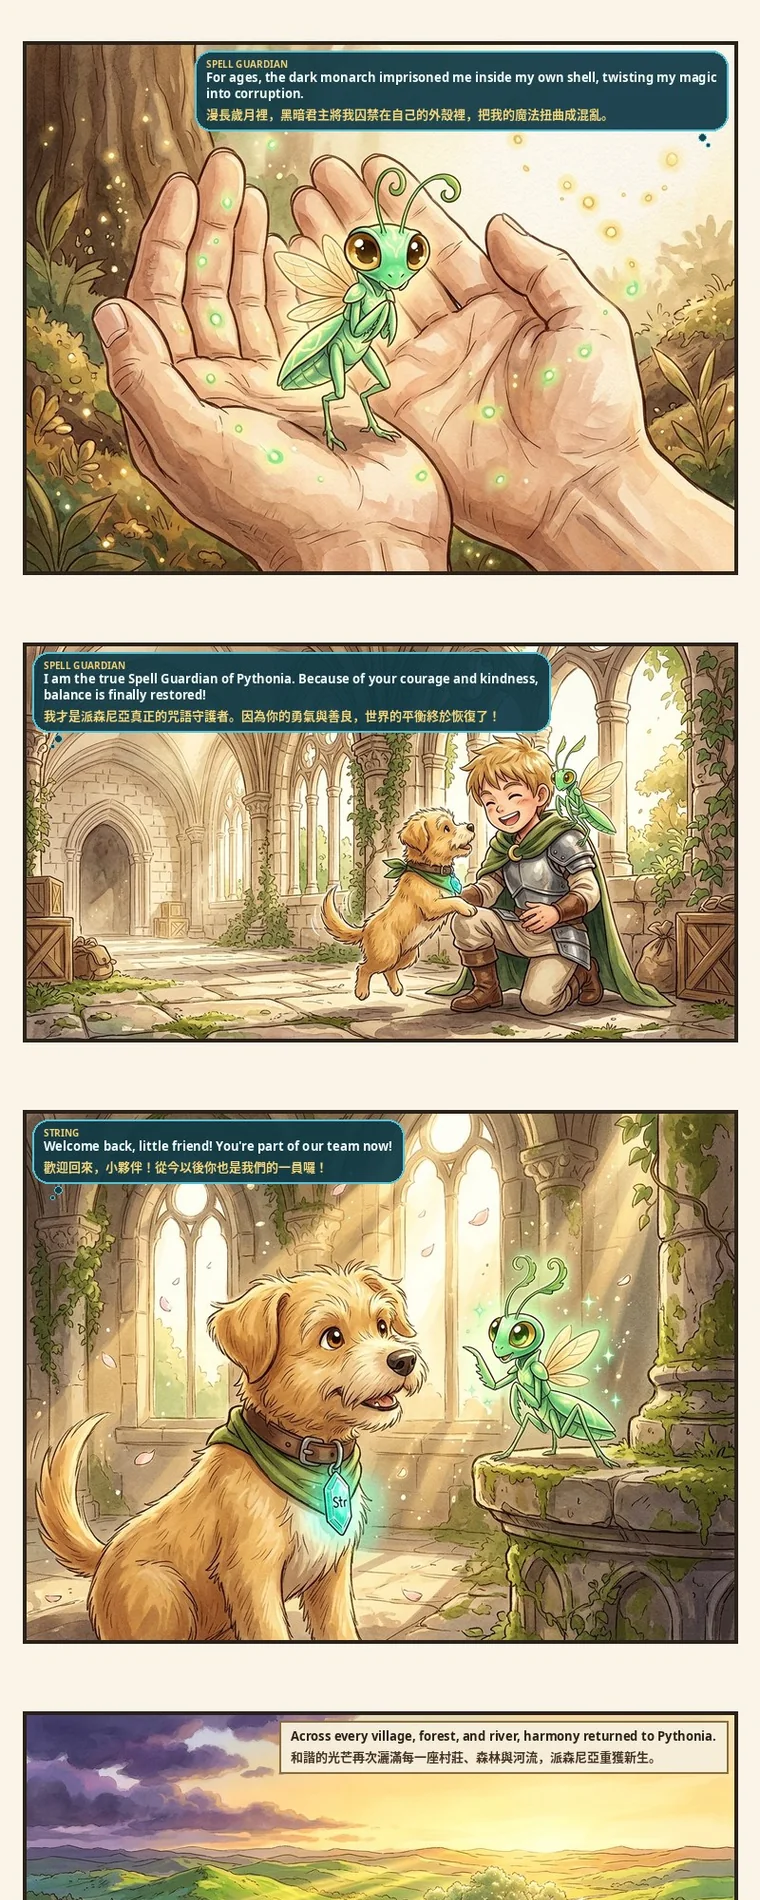 SPELL GUARDIAN
For ages, the dark monarch imprisoned me inside my own shell, twisting my magic
into corruption.
漫長歲月裡，黑暗君主將我囚禁在自己的外殼裡，把我的魔法扭曲成混亂。
SPELL GUARDIAN
I am the true Spell Guardian of Pythonia. Because of your courage and kindness,
balance is finally restored!
我才是派森尼亞真正的咒語守護者。因為你的勇氣與善良，世界的平衡終於恢復了！
STRING
Welcome back, little friend! You're part of our team now!
歡迎回來，小夥伴！從今以後你也是我們的一員囉！
Str
Across every village, forest, and river, harmony returned to Pythonia.
和諧的光芒再次灑滿每一座村莊、森林與河流，派森尼亞重獲新生。